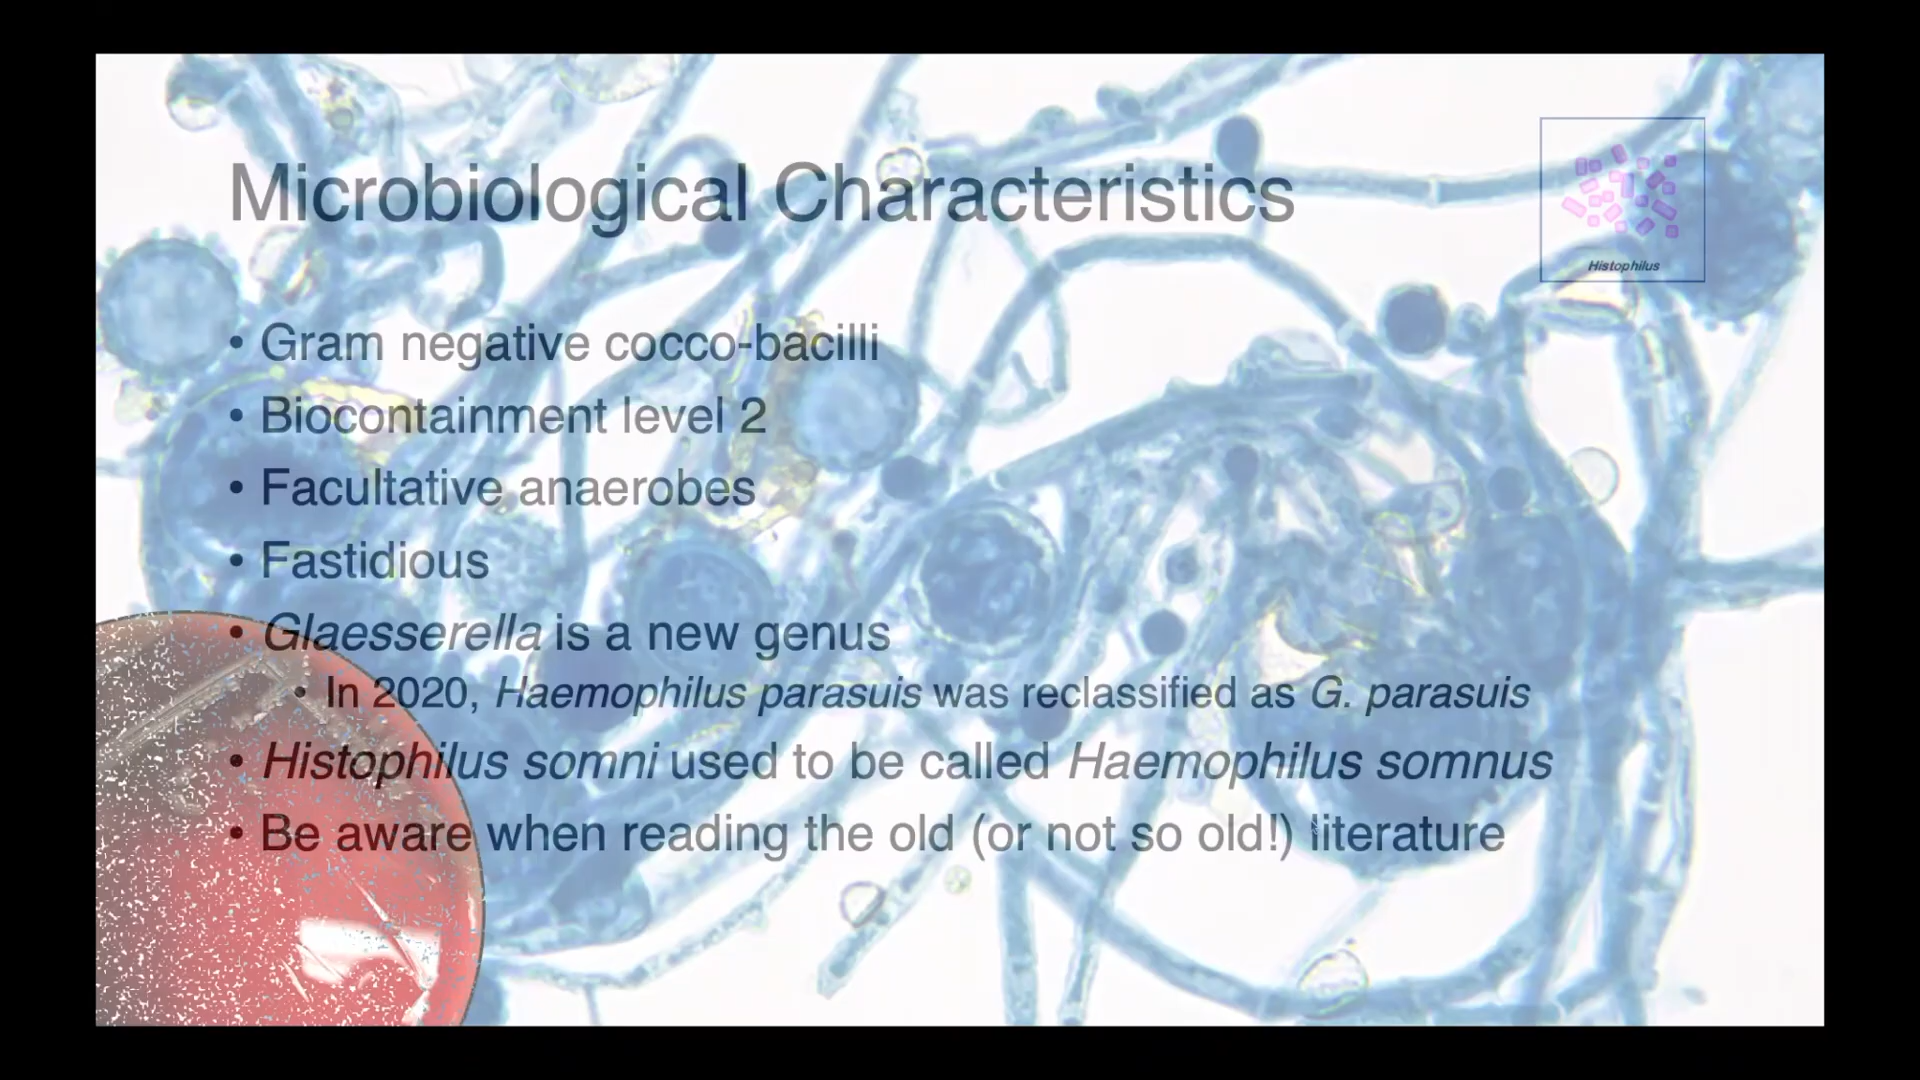 Microbiological Characteristics
Histophilus
• Gram negative cocco-bacilli
• Biocontainment level 2
• Facultative anaerobes
• Fastidious
• Glaesserella is a new genus
• In 2020, Haemophilus parasuis was reclassified as G. parasuis
• Histophilus somni used to be called Haemophilus somnus
• Be aware when reading the old (or not so old!) literature